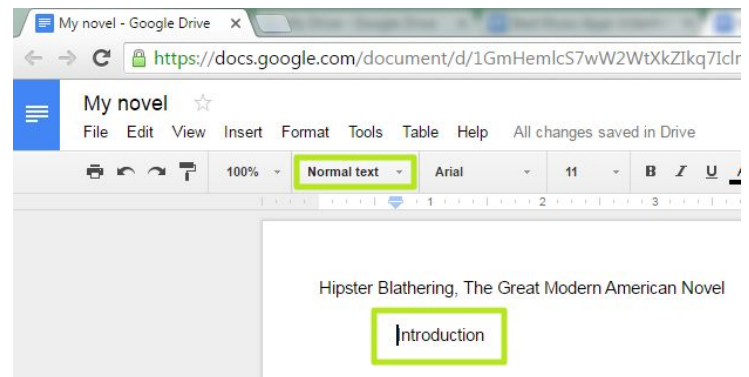 My novel - Google Drive
https://docs.google.com/document/d/1GmHemlcS7wW2WtXkZIkq7Iclr
My novel
File Edit View Insert Format Tools Table Help All changes saved in Drive
100% Normal text Arial 11 B I U A
1 2 3
Hipster Blathering, The Great Modern American Novel
Introduction